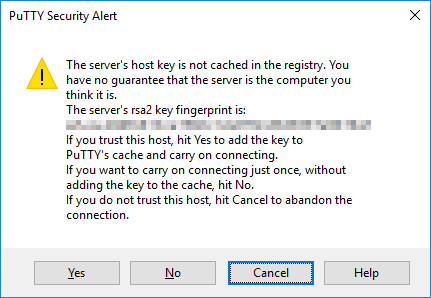 PuTTY Security Alert
The server's host key is not cached in the registry. You
have no guarantee that the server is the computer you
think it is.
The server's rsa2 key fingerprint is:
If you trust this host, hit Yes to add the key to
PuTTY's cache and carry on connecting.
If you want to carry on connecting just once, without
adding the key to the cache, hit No.
If you do not trust this host, hit Cancel to abandon the
connection.
Yes
No
Cancel
Help